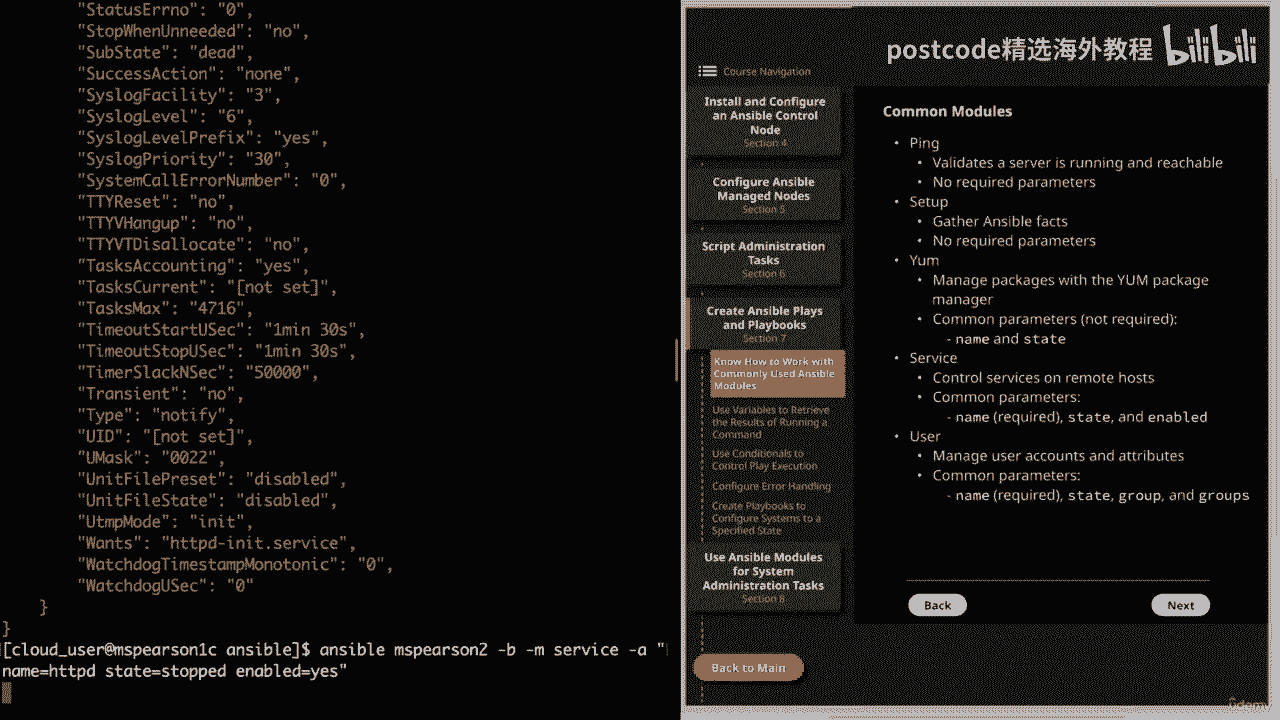 "StatusErrno": "0",
"StopWhenUnneeded": "no",
"SubState": "dead",
"SuccessAction": "none",
"SyslogFacility": "3",
"SyslogLevel": "6",
"SyslogLevelPrefix": "yes",
"SyslogPriority": "30",
"SystemCallErrorNumber": "0",
"TTYReset": "no",
"TTYVHangup": "no",
"TTYVTDisallocate": "no",
"TasksAccounting": "yes",
"TasksCurrent": "[not set]",
"TasksMax": "4716",
"TimeoutStartUSec": "1min 30s",
"TimeoutStopUSec": "1min 30s",
"TimerSlackNSec": "50000",
"Transient": "no",
"Type": "notify",
"UID": "[not set]",
"UMask": "0022",
"UnitFilePreset": "disabled",
"UnitFileState": "disabled",
"UtmpMode": "init",
"Wants": "httpd-init.service",
"WatchdogTimestampMonotonic": "0",
"WatchdogUSec": "0"
}
}
[cloud_user@mspearson1c ansible]$ ansible mspearson2 -b -m service -a "
name=httpd state=stopped enabled=yes"
postcode精选海外教程 bilibili
Course Navigation
Install and Configure
an Ansible Control
Node
Section 4
Configure Ansible
Managed Nodes
Section 5
Script Administration
Tasks
Section 6
Create Ansible Plays
and Playbooks
Section 7
Know How to Work with
Commonly Used Ansible
Modules
Use Variables to Retrieve
the Results of Running a
Command
Use Conditionals to
Control Play Execution
Configure Error Handling
Create Playbooks to
Configure Systems to a
Specified State
Use Ansible Modules
for System
Administration Tasks
Section 8
Back to Main
Common Modules
• Ping
• Validates a server is running and reachable
• No required parameters
• Setup
• Gather Ansible facts
• No required parameters
• Yum
• Manage packages with the YUM package
manager
• Common parameters (not required):
- name and state
• Service
• Control services on remote hosts
• Common parameters:
- name (required), state, and enabled
• User
• Manage user accounts and attributes
• Common parameters:
- name (required), state, group, and groups
Back
Next
ûdemy